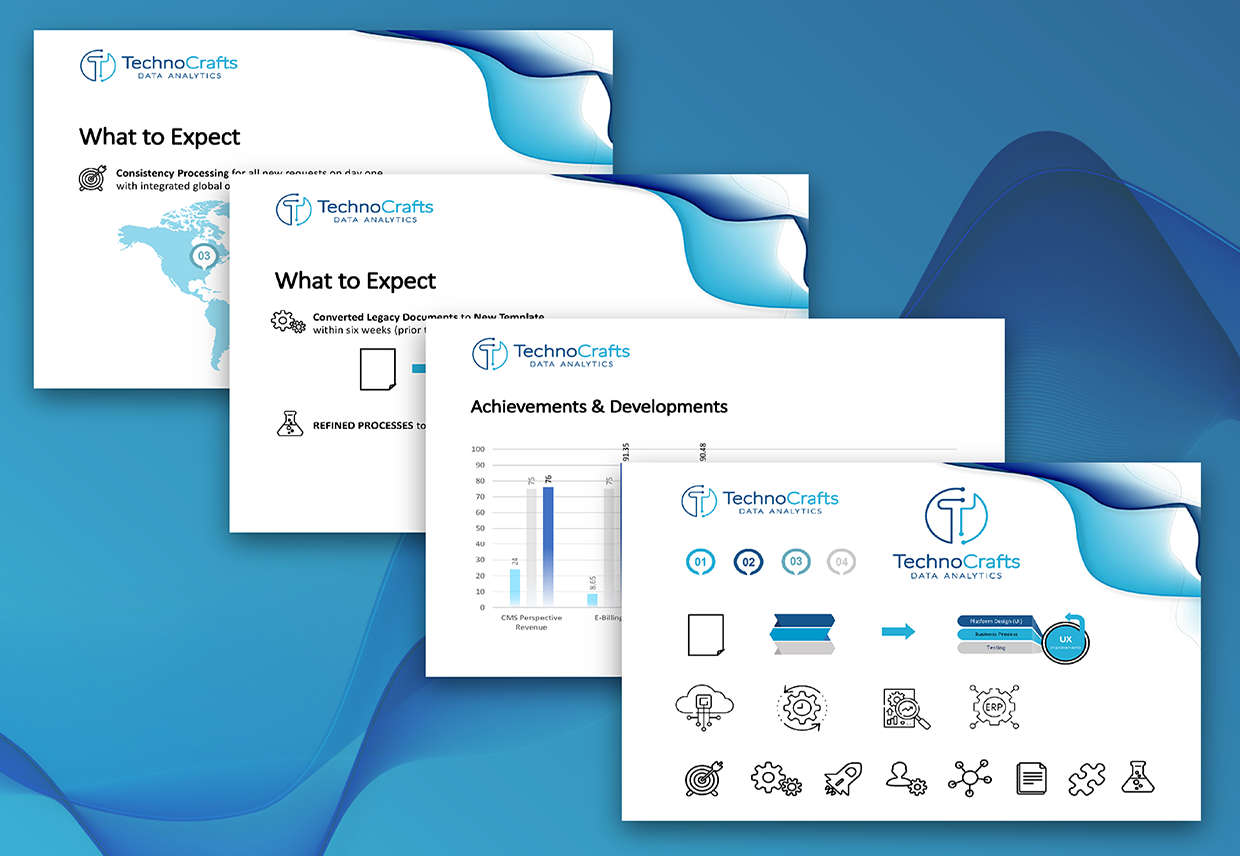 TechnoCrafts
DATA ANALYTICS
What to Expect
Consistency Processing for all new requests on day one
with integrated global
03
TechnoCrafts
DATA ANALYTICS
What to Expect
Converted Legacy Documents to New Template
within six weeks (prior
REFINED PROCESSES to
TechnoCrafts
DATA ANALYTICS
Achievements & Developments
100
90
80
70
60
50
40
30
20
10
0
24
75
76
8.65
75
91.35
90.48
CMS Perspective
Revenue
E-Billing
TechnoCrafts
DATA ANALYTICS
TechnoCrafts
DATA ANALYTICS
01 02 03 04
Platform Design (UI)
Business Process
Testing
UX
Improvements
ERP